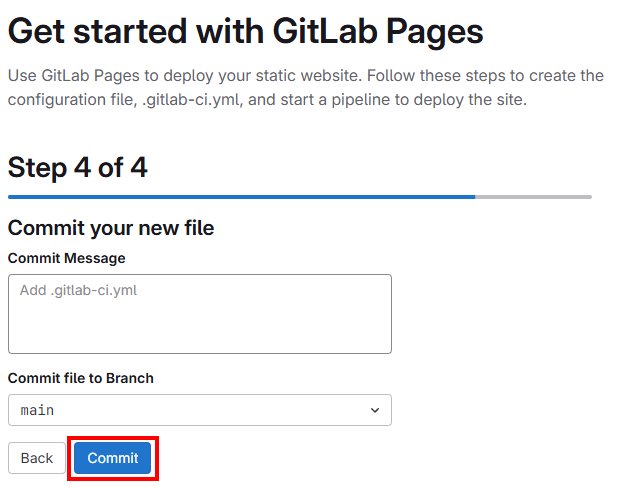 Get started with GitLab Pages
Use GitLab Pages to deploy your static website. Follow these steps to create the
configuration file, .gitlab-ci.yml, and start a pipeline to deploy the site.
Step 4 of 4
Commit your new file
Commit Message
Add .gitlab-ci.yml
Commit file to Branch
main
Back Commit